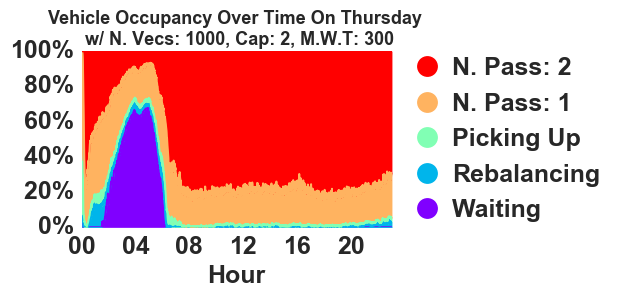 Vehicle Occupancy Over Time On Thursday
w/ N. Vecs: 1000, Cap: 2, M.W.T: 300
100%
80%
60%
40%
20%
0%
00 04 08 12 16 20
Hour
N. Pass: 2
N. Pass: 1
Picking Up
Rebalancing
Waiting